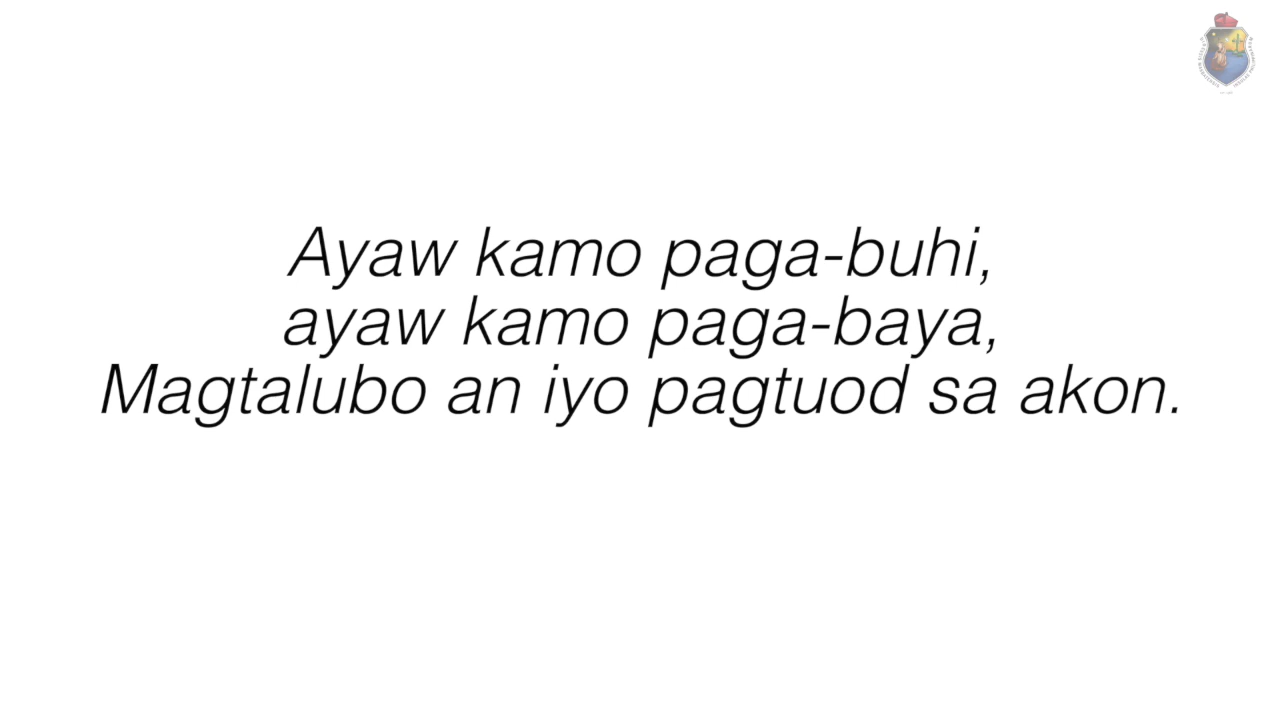 Ayaw kamo paga-buhi,
ayaw kamo paga-baya,
Magtalubo an iyo pagtuod sa akon.